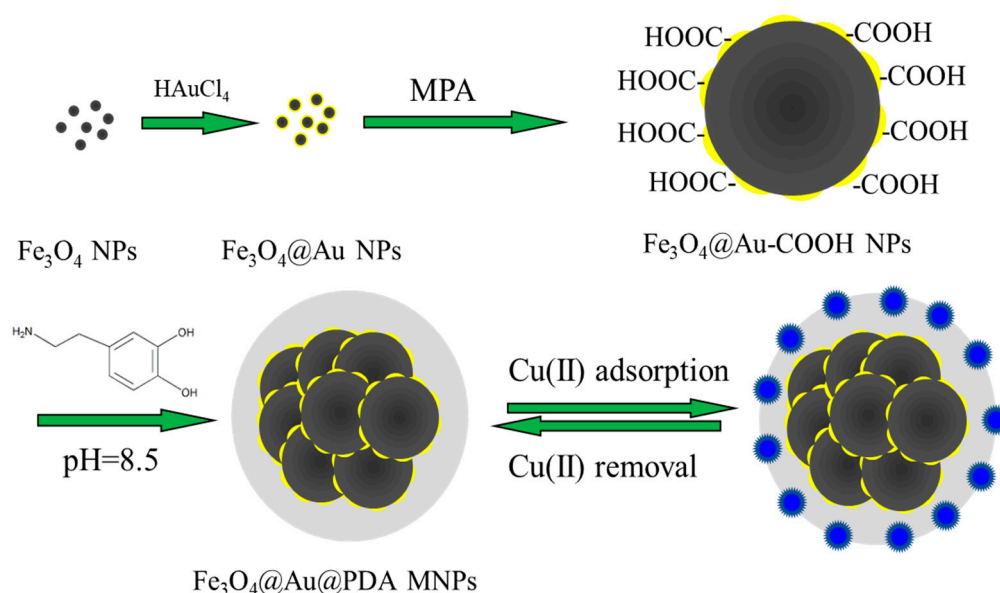 HAuCl₄
MPA
HOOC- -COOH
HOOC- -COOH
HOOC- -COOH
HOOC- -COOH
Fe₃O₄ NPs
Fe₃O₄@Au NPs
Fe₃O₄@Au-COOH NPs
H₂N
OH
OH
pH=8.5
Cu(II) adsorption
Cu(II) removal
Fe₃O₄@Au@PDA MNPs